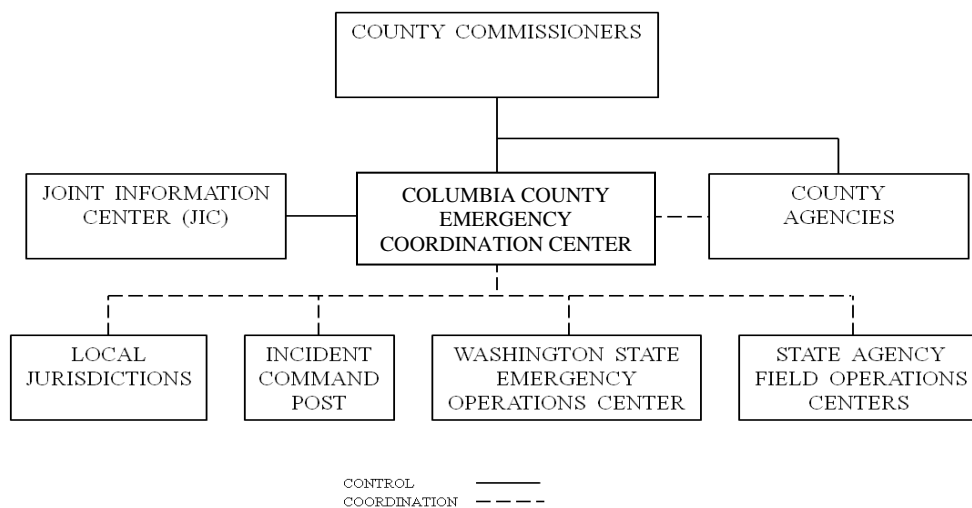 COUNTY COMMISSIONERS
JOINT INFORMATION
CENTER (JIC)
COLUMBIA COUNTY
EMERGENCY
COORDINATION CENTER
COUNTY
AGENCIES
LOCAL
JURISDICTIONS
INCIDENT
COMMAND
POST
WASHINGTON STATE
EMERGENCY
OPERATIONS CENTER
STATE AGENCY
FIELD OPERATIONS
CENTERS
CONTROL
COORDINATION